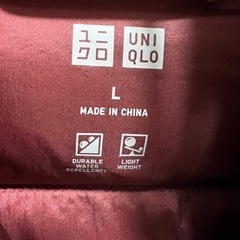 ユニ UNI
クロ QLO
L
MADE IN CHINA
DURABLE WATER REPELLENCY
LIGHT WEIGHT